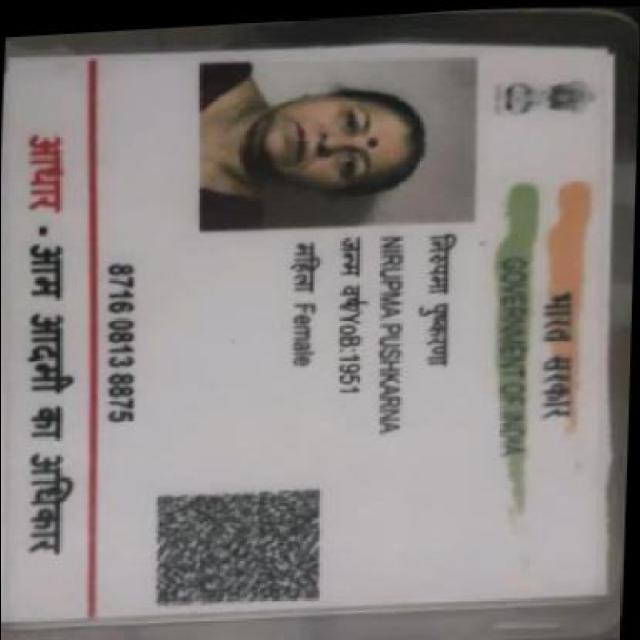 भारत सरकार
GOVERNMENT OF INDIA
निरुपमा पुष्करणा
NIRUPMA PUSHKARNA
जन्म वर्ष/YoB:1951
महिला Female
8716 0813 8875
आधार - आम आदमी का अधिकार